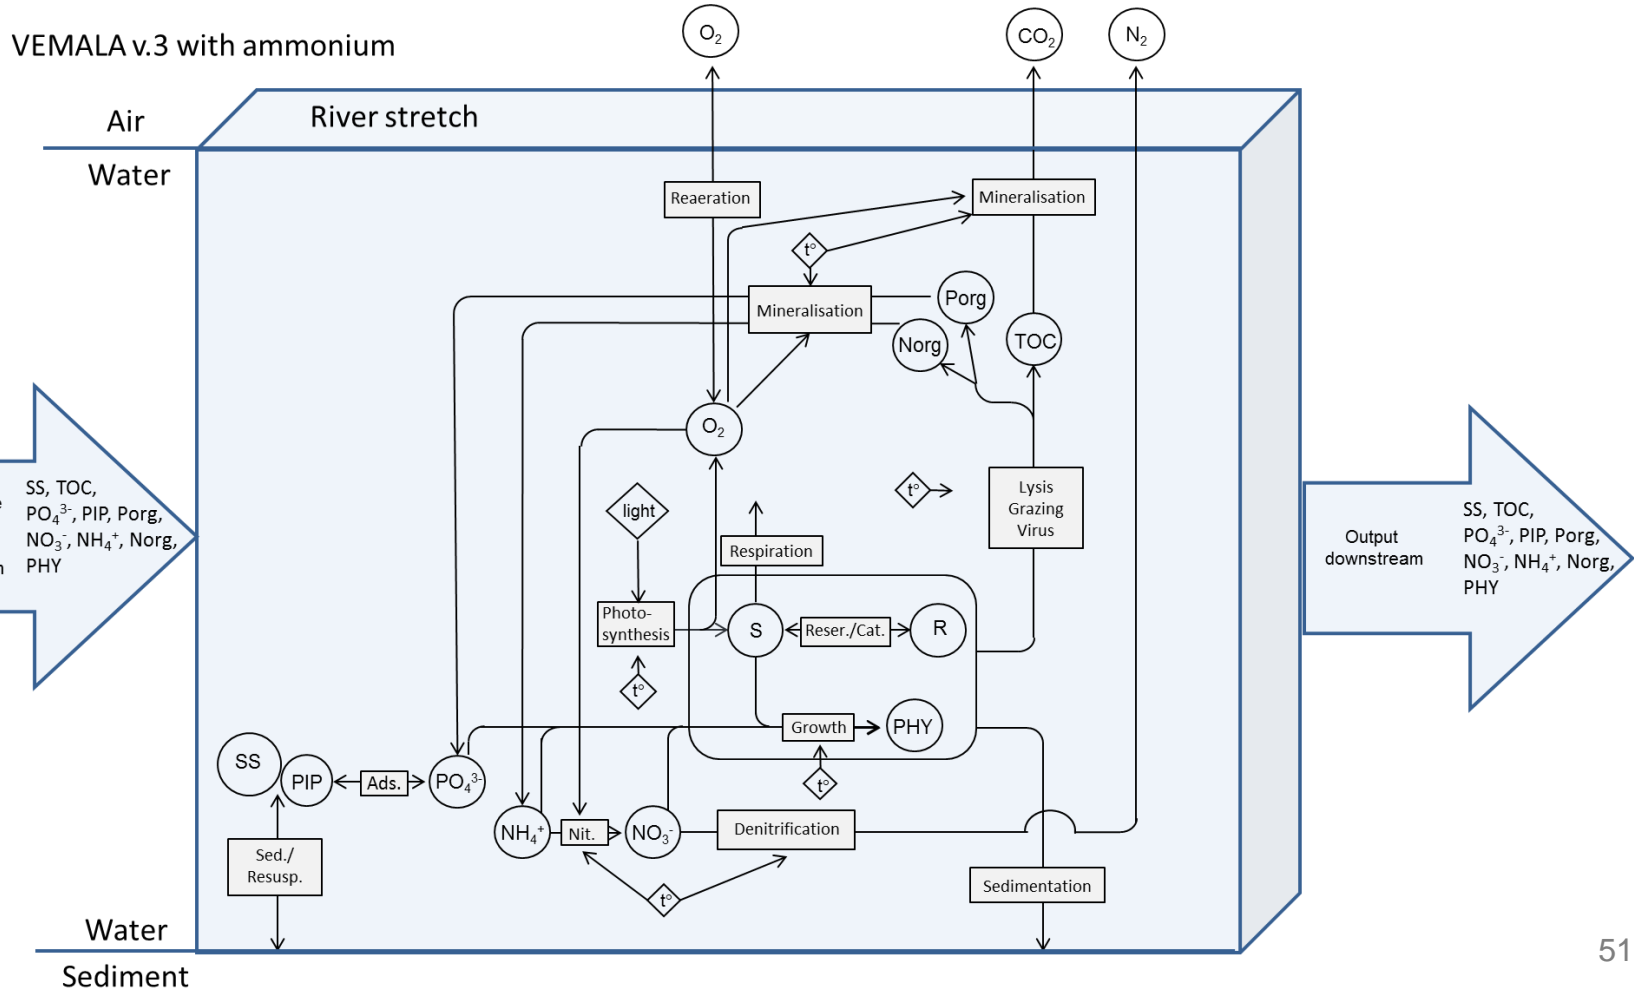 VEMALA v.3 with ammonium
O₂
CO₂
N₂
Air
River stretch
Water
Reaeration
Mineralisation
t°
Mineralisation
Porg
Norg
TOC
O₂
SS, TOC,
PO₄³⁻, PIP, Porg,
NO₃⁻, NH₄⁺, Norg,
PHY
light
t°
Lysis
Grazing
Virus
Respiration
Output
downstream
SS, TOC,
PO₄³⁻, PIP, Porg,
NO₃⁻, NH₄⁺, Norg,
PHY
Photo-
synthesis
S
Reser./Cat.
R
t°
Growth
PHY
t°
SS
PIP
Ads.
PO₄³⁻
NH₄⁺
Nit.
NO₃⁻
Denitrification
Sed./
Resusp.
t°
Sedimentation
Water
Sediment
51